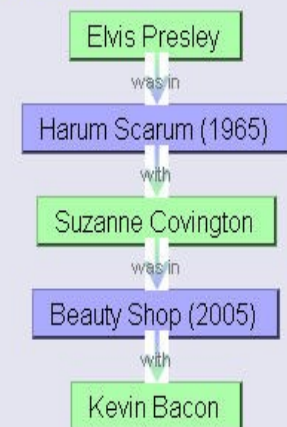 Elvis Presley
was in
Harum Scarum (1965)
with
Suzanne Covington
was in
Beauty Shop (2005)
with
Kevin Bacon